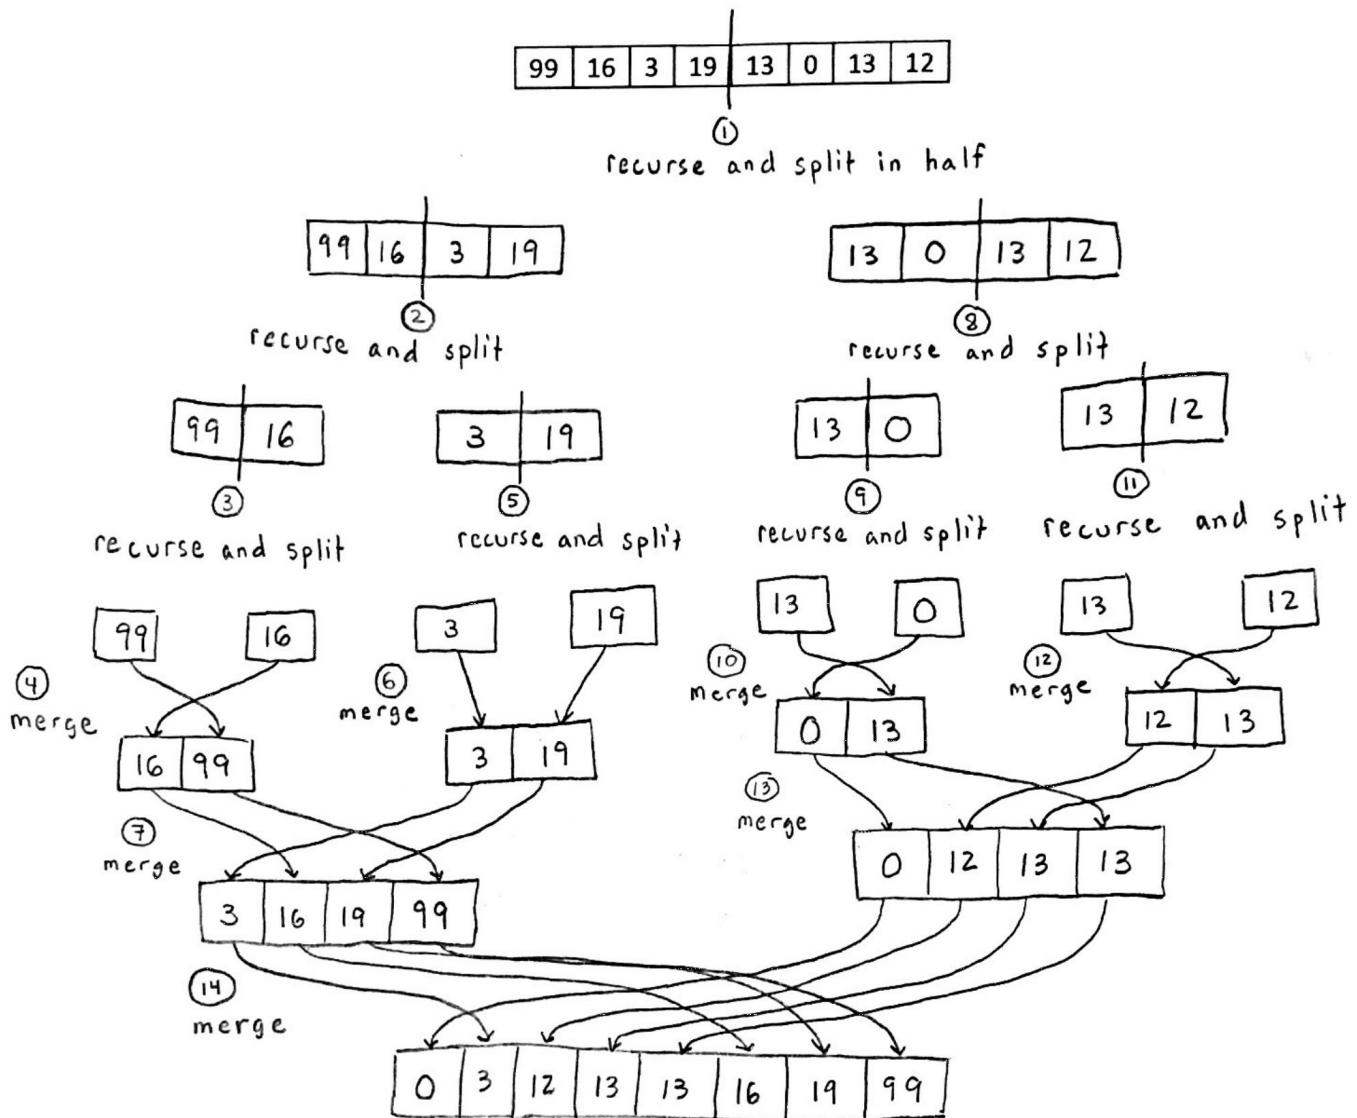 99 16 3 19 13 0 13 12
①
recurse and split in half
99 16 3 19
13 0 13 12
②
⑧
recurse and split
recurse and split
99 16
3 19
13 0
13 12
③
⑤
⑨
⑪
recurse and split
recurse and split
recurse and split
recurse and split
99
16
3
19
13
0
13
12
④
merge
⑥
merge
⑩
merge
⑫
merge
16 99
3 19
0 13
12 13
⑦
merge
⑬
merge
3 16 19 99
0 12 13 13
⑭
merge
0 3 12 13 13 16 19 99